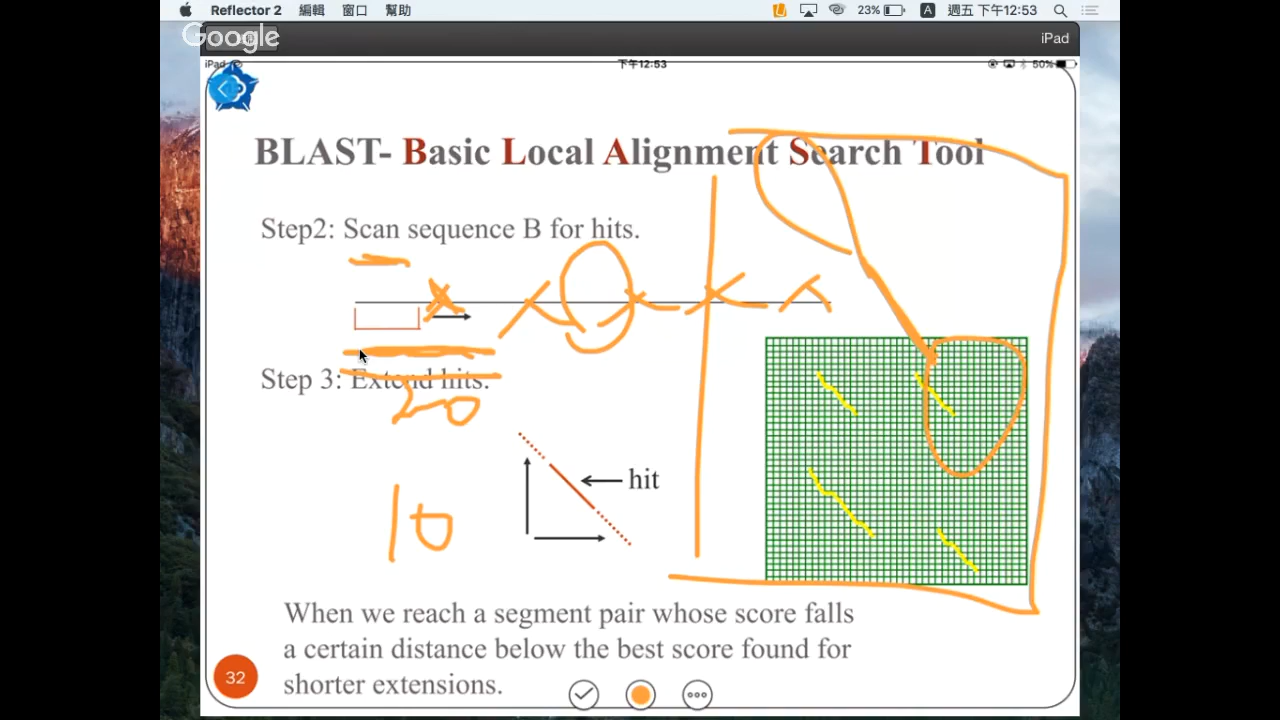 Reflector 2 編輯 窗口 幫助 23% A 週五 下午12:53
Google
iPad
iPad 下午12:53 50%
BLAST- Basic Local Alignment Search Tool
Step2: Scan sequence B for hits.
Step 3: Extend hits.
20
hit
10
When we reach a segment pair whose score falls
a certain distance below the best score found for
shorter extensions.
32